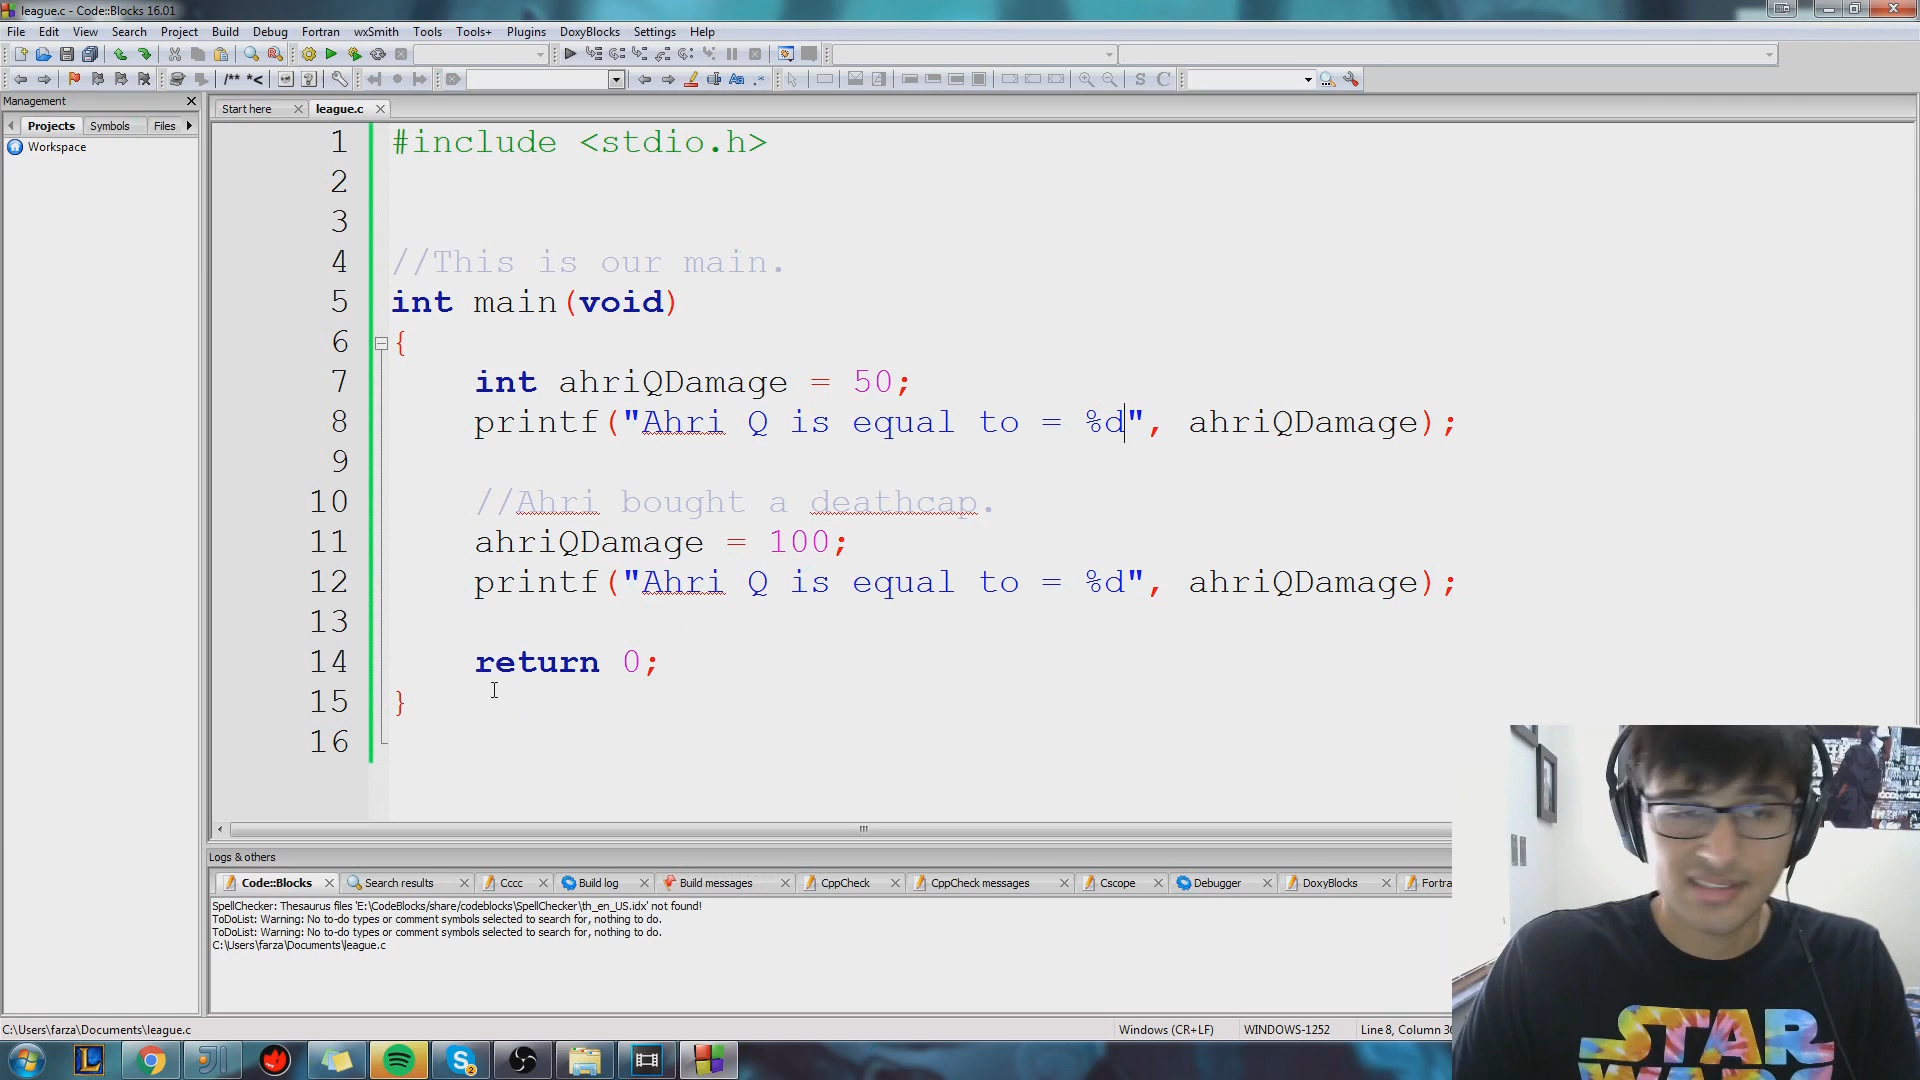 league.c - Code::Blocks 16.01
File Edit View Search Project Build Debug Fortran wxSmith Tools Tools+ Plugins DoxyBlocks Settings Help
/** *<
Management
Projects Symbols Files
Workspace
Start here league.c
1 #include <stdio.h>
2
3
4 //This is our main.
5 int main(void)
6 {
7 int ahriQDamage = 50;
8 printf("Ahri Q is equal to = %d", ahriQDamage);
9
10 //Ahri bought a deathcap.
11 ahriQDamage = 100;
12 printf("Ahri Q is equal to = %d", ahriQDamage);
13
14 return 0;
15 }
16
Logs & others
Code::Blocks Search results Cccc Build log Build messages CppCheck CppCheck messages Cscope Debugger DoxyBlocks Fortra
SpellChecker: Thesaurus files 'E:\CodeBlocks/share/codeblocks\SpellChecker\th_en_US.idx' not found!
ToDoList: Warning: No to-do types or comment symbols selected to search for, nothing to do.
ToDoList: Warning: No to-do types or comment symbols selected to search for, nothing to do.
C:\Users\farza\Documents\league.c
C:\Users\farza\Documents\league.c Windows (CR+LF) WINDOWS-1252 Line 8, Column 3
STAR
WARS